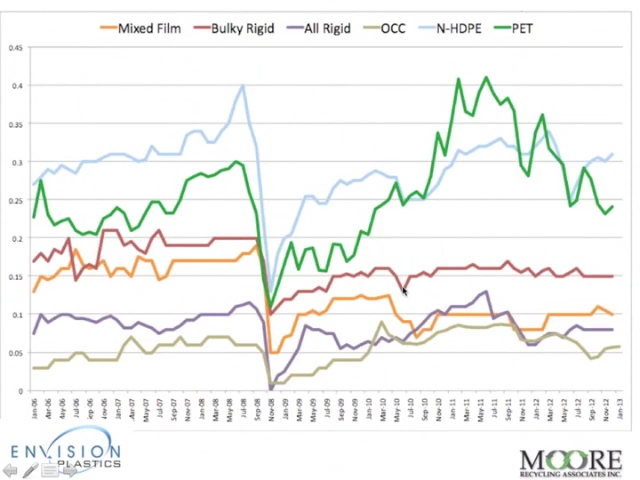 Mixed Film Bulky Rigid All Rigid OCC N-HDPE PET
0.45
0.4
0.35
0.3
0.25
0.2
0.15
0.1
0.05
0
Jan-06 Mar-06 May-06 Jul-06 Sep-06 Nov-06 Jan-07 Mar-07 May-07 Jul-07 Sep-07 Nov-07 Jan-08 Mar-08 May-08 Jul-08 Sep-08 Nov-08 Jan-09 Mar-09 May-09 Jul-09 Sep-09 Nov-09 Jan-10 Mar-10 May-10 Jul-10 Sep-10 Nov-10 Jan-11 Mar-11 May-11 Jul-11 Sep-11 Nov-11 Jan-12 Mar-12 May-12 Jul-12 Sep-12 Nov-12 Jan-13
ENVISION
PLASTICS
MOORE
RECYCLING ASSOCIATES INC.